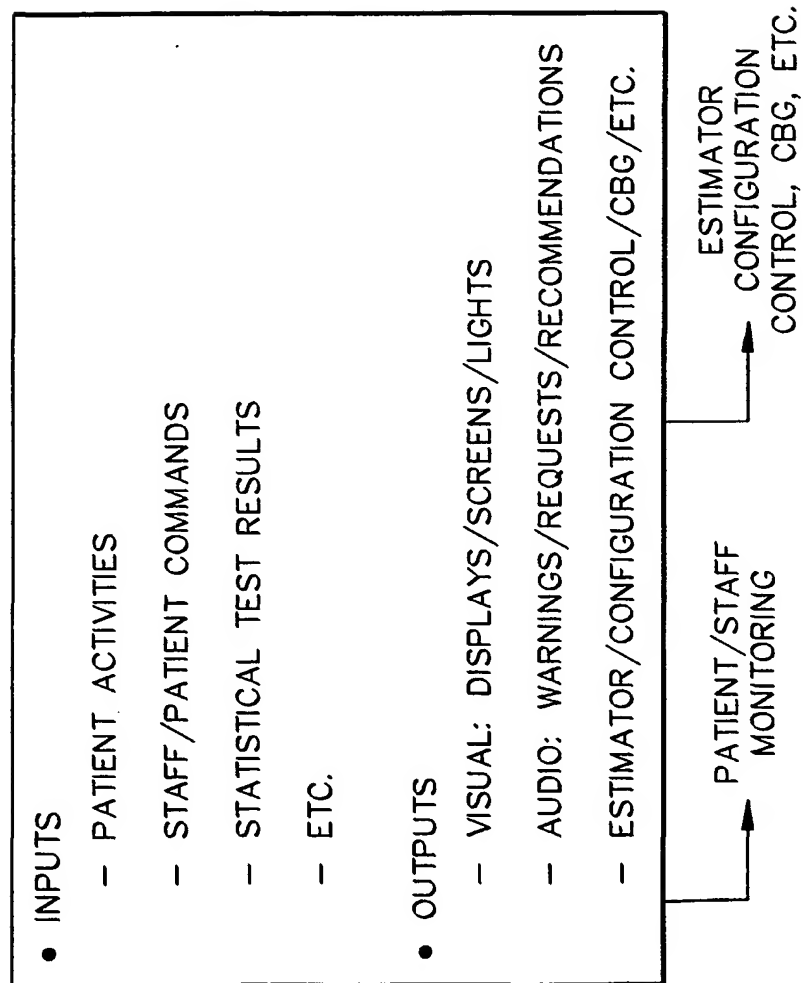 • INPUTS
– PATIENT ACTIVITIES
– STAFF/PATIENT COMMANDS
– STATISTICAL TEST RESULTS
– ETC.
• OUTPUTS
– VISUAL: DISPLAYS/SCREENS/LIGHTS
– AUDIO: WARNINGS/REQUESTS/RECOMMENDATIONS
– ESTIMATOR/CONFIGURATION CONTROL/CBG/ETC.
PATIENT/STAFF
MONITORING
ESTIMATOR
CONFIGURATION
CONTROL, CBG, ETC.